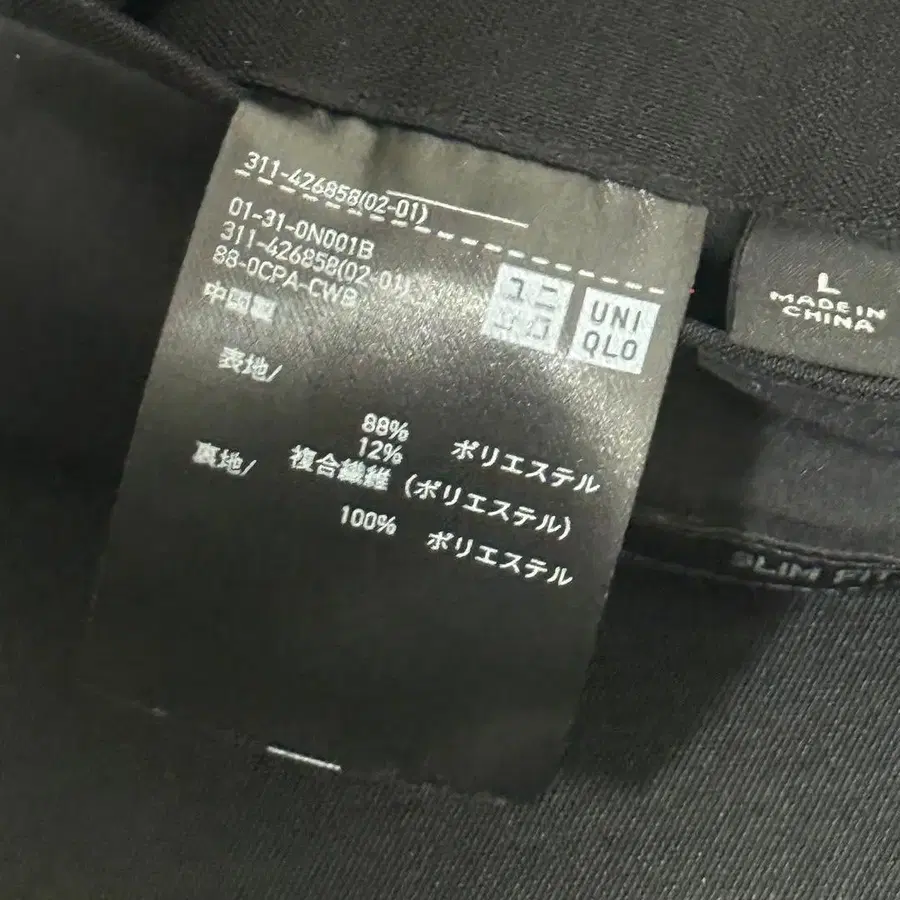 311-426858(02-01)
01-31-0N001B
311-426858(02-01)
88-0CPA-CWB
中国製
ユニ
クロ
UNI
QLO
表地/
88% ポリエステル
12% 複合繊維 (ポリエステル)
裏地/
100% ポリエステル
L
MADE IN
CHINA
SLIM FIT